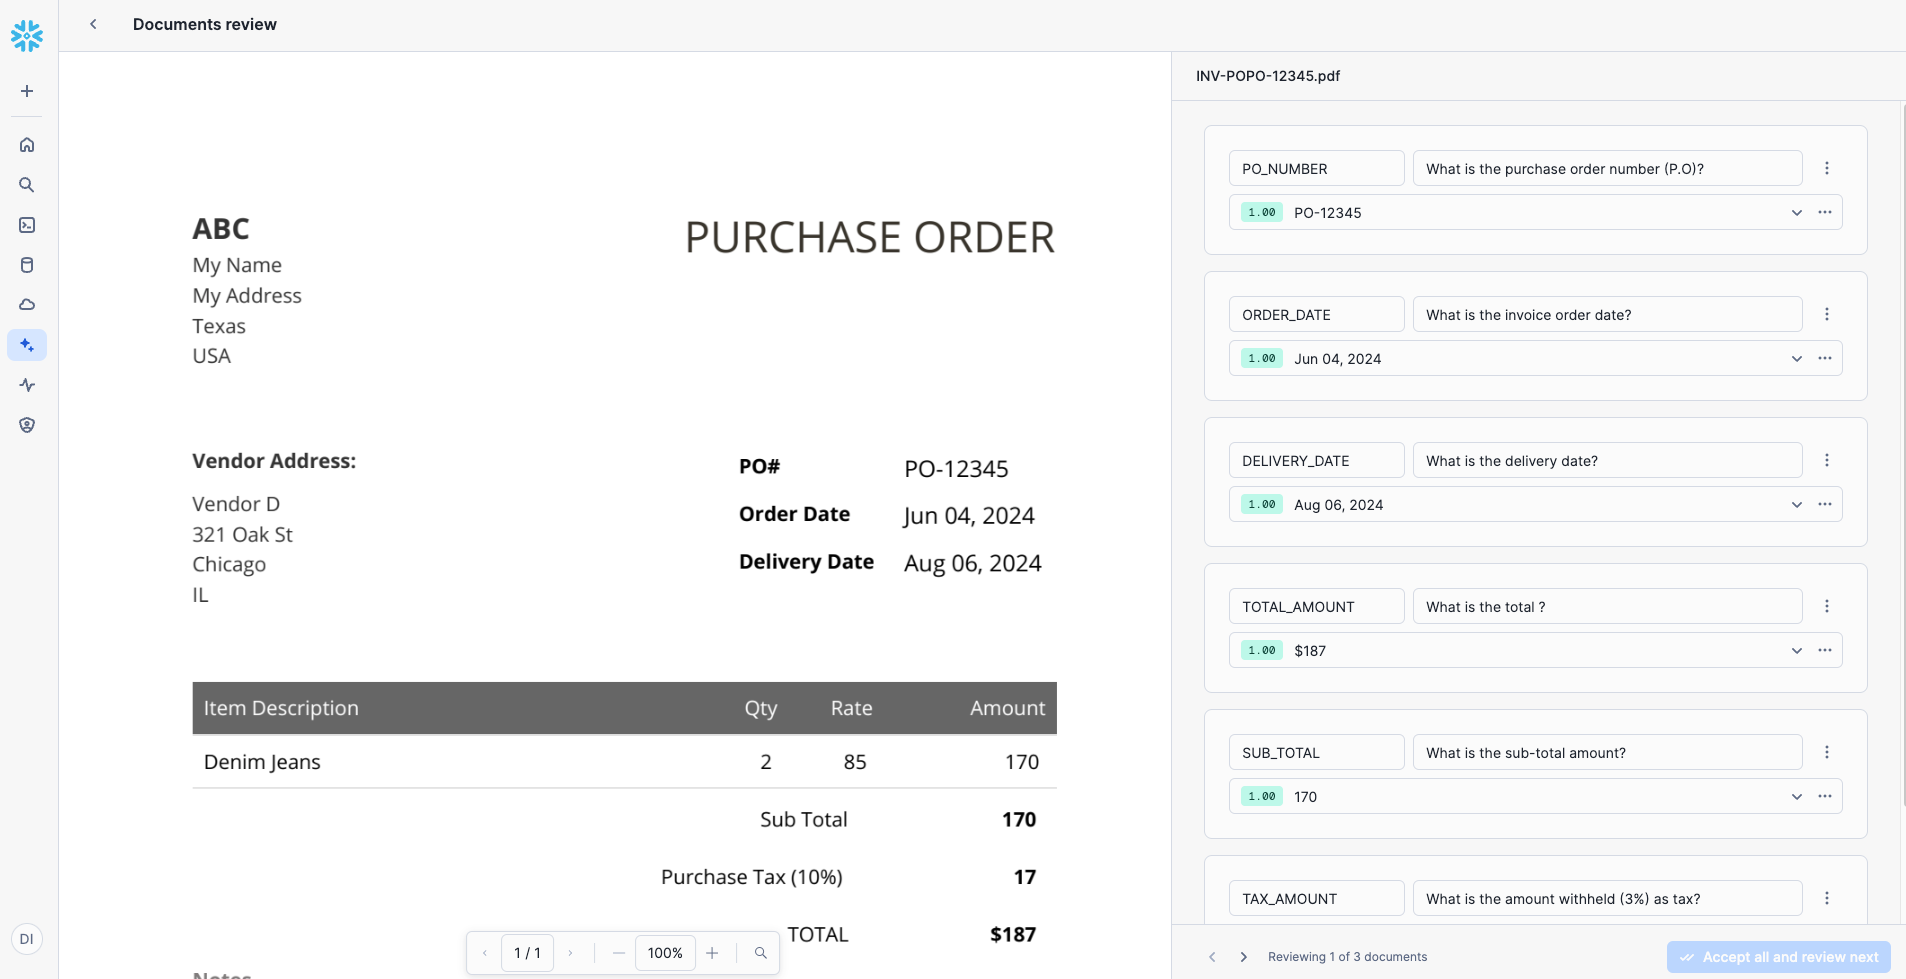 Documents review
INV-POPO-12345.pdf
ABC
PURCHASE ORDER
My Name
My Address
Texas
USA
Vendor Address:
Vendor D
321 Oak St
Chicago
IL
PO# PO-12345
Order Date Jun 04, 2024
Delivery Date Aug 06, 2024
Item Description Qty Rate Amount
Denim Jeans 2 85 170
Sub Total 170
Purchase Tax (10%) 17
TOTAL $187
1 / 1 100%
PO_NUMBER What is the purchase order number (P.O)?
1.00 PO-12345
ORDER_DATE What is the invoice order date?
1.00 Jun 04, 2024
DELIVERY_DATE What is the delivery date?
1.00 Aug 06, 2024
TOTAL_AMOUNT What is the total ?
1.00 $187
SUB_TOTAL What is the sub-total amount?
1.00 170
TAX_AMOUNT What is the amount withheld (3%) as tax?
Reviewing 1 of 3 documents
Accept all and review next
DI